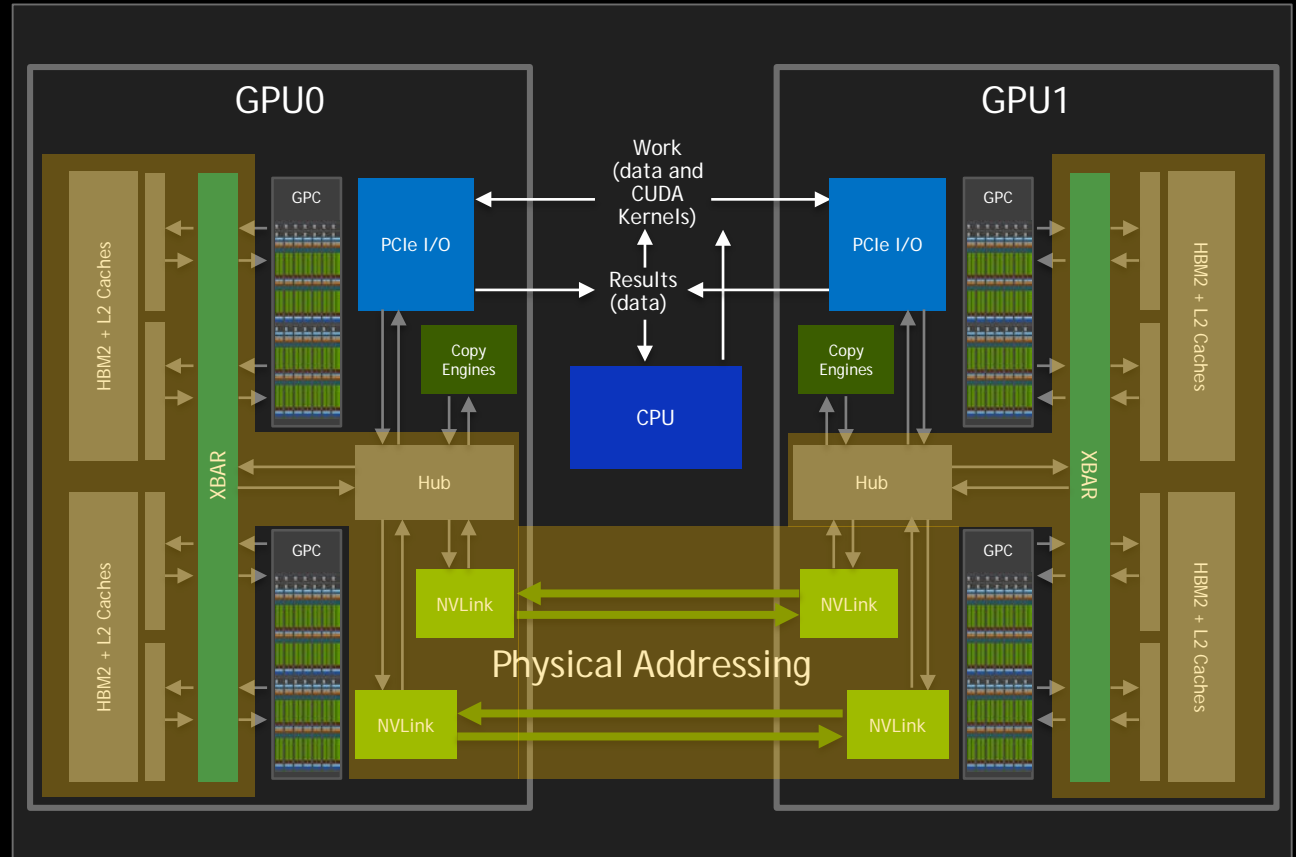 GPU0
GPU1
Work
(data and
CUDA
Kernels)
GPC
PCIe I/O
PCIe I/O
GPC
HBM2 + L2 Caches
HBM2 + L2 Caches
Results
(data)
Copy
Engines
Copy
Engines
CPU
XBAR
Hub
Hub
XBAR
GPC
GPC
HBM2 + L2 Caches
HBM2 + L2 Caches
NVLink
NVLink
Physical Addressing
NVLink
NVLink